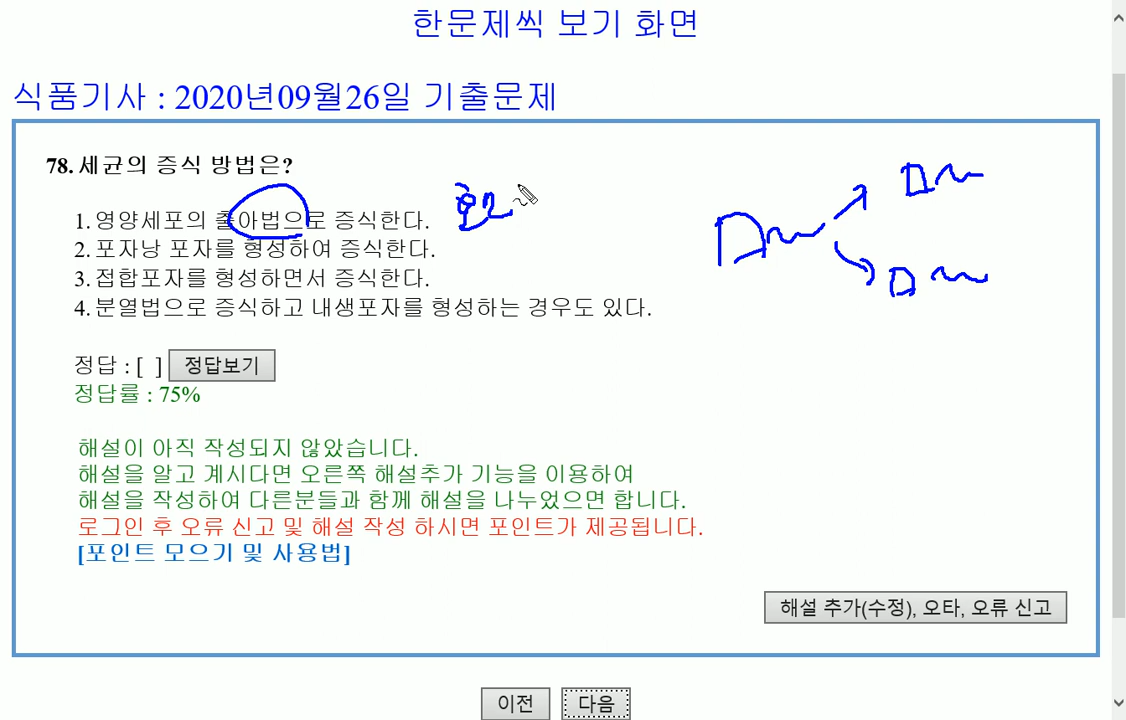 한문제씩 보기 화면
식품기사 : 2020년09월26일 기출문제
78. 세균의 증식 방법은?
1. 영양세포의 출아법으로 증식한다.
2. 포자낭 포자를 형성하여 증식한다.
3. 접합포자를 형성하면서 증식한다.
4. 분열법으로 증식하고 내생포자를 형성하는 경우도 있다.
정답 : [ ] 정답보기
정답률 : 75%
해설이 아직 작성되지 않았습니다.
해설을 알고 계시다면 오른쪽 해설추가 기능을 이용하여
해설을 작성하여 다른분들과 함께 해설을 나누었으면 합니다.
로그인 후 오류 신고 및 해설 작성 하시면 포인트가 제공됩니다.
[포인트 모으기 및 사용법]
해설 추가(수정), 오타, 오류 신고
이전 다음